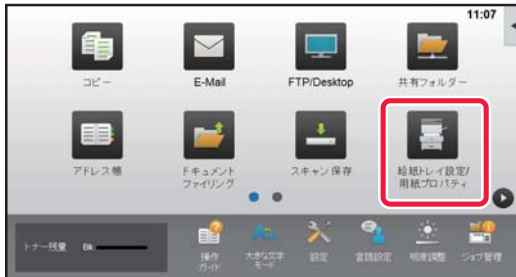 11:07
コピー
E-Mail
FTP/Desktop
共有フォルダー
アドレス帳
ドキュメント
ファイリング
スキャン保存
給紙トレイ設定/
用紙プロパティ
トナー残量
Bk
操作
ガイド
大きな文字
モード
設定
言語設定
明度調整
ジョブ管理